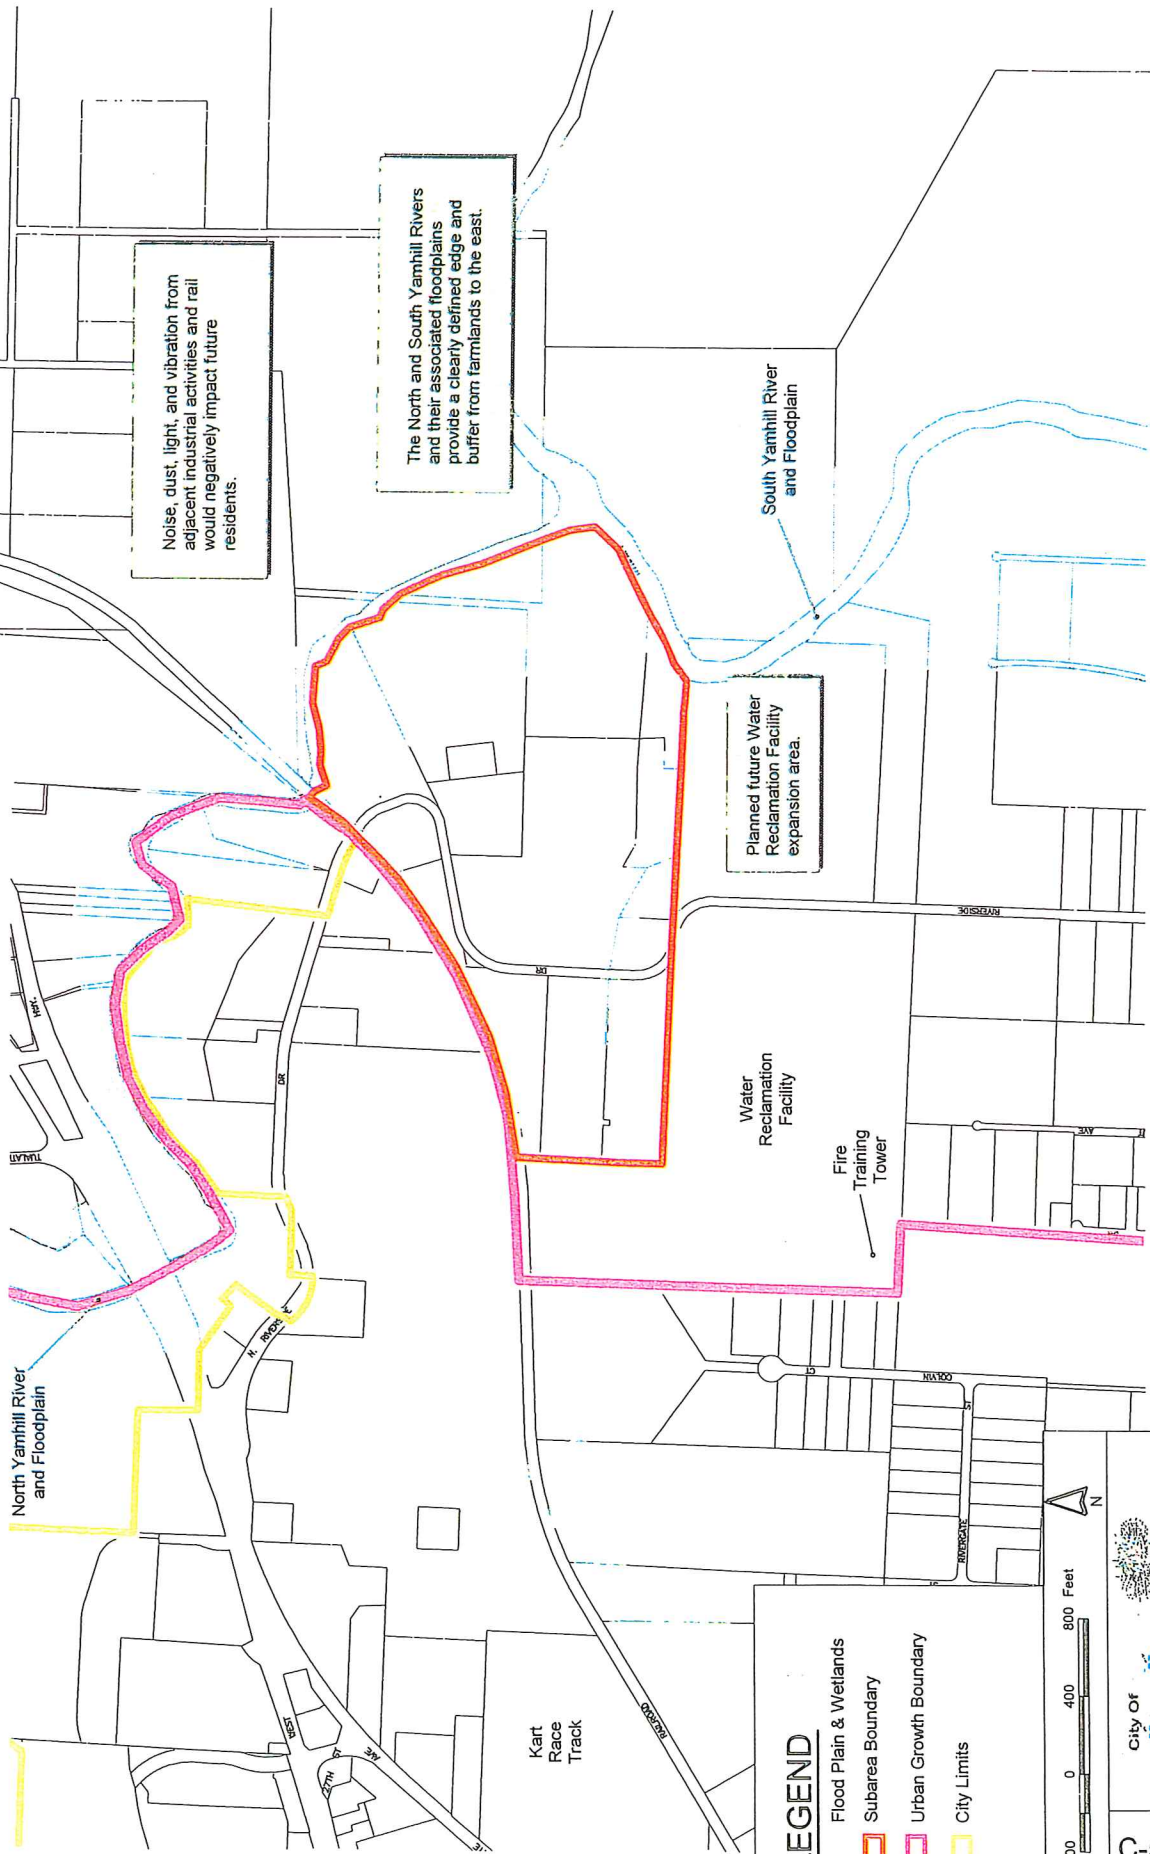 Noise, dust, light, and vibration from
adjacent industrial activities and rail
would negatively impact future
residents.
The North and South Yamhill Rivers
and their associated floodplains
provide a clearly defined edge and
buffer from farmlands to the east.
South Yamhill River
and Floodplain
Planned future Water
Reclamation Facility
expansion area.
North Yamhill River
and Floodplain
HWY.
DR
DR
RIVERSIDE
Water
Reclamation
Facility
Fire
Training
Tower
AVE
ST
N.
CT
COLVIN
ST
RIVERGATE
ST
WEST
27TH
ST
AVE
RAILROAD
Kart
Race
Track
EGEND
Flood Plain & Wetlands
Subarea Boundary
Urban Growth Boundary
City Limits
0
400
800 Feet
N
City Of